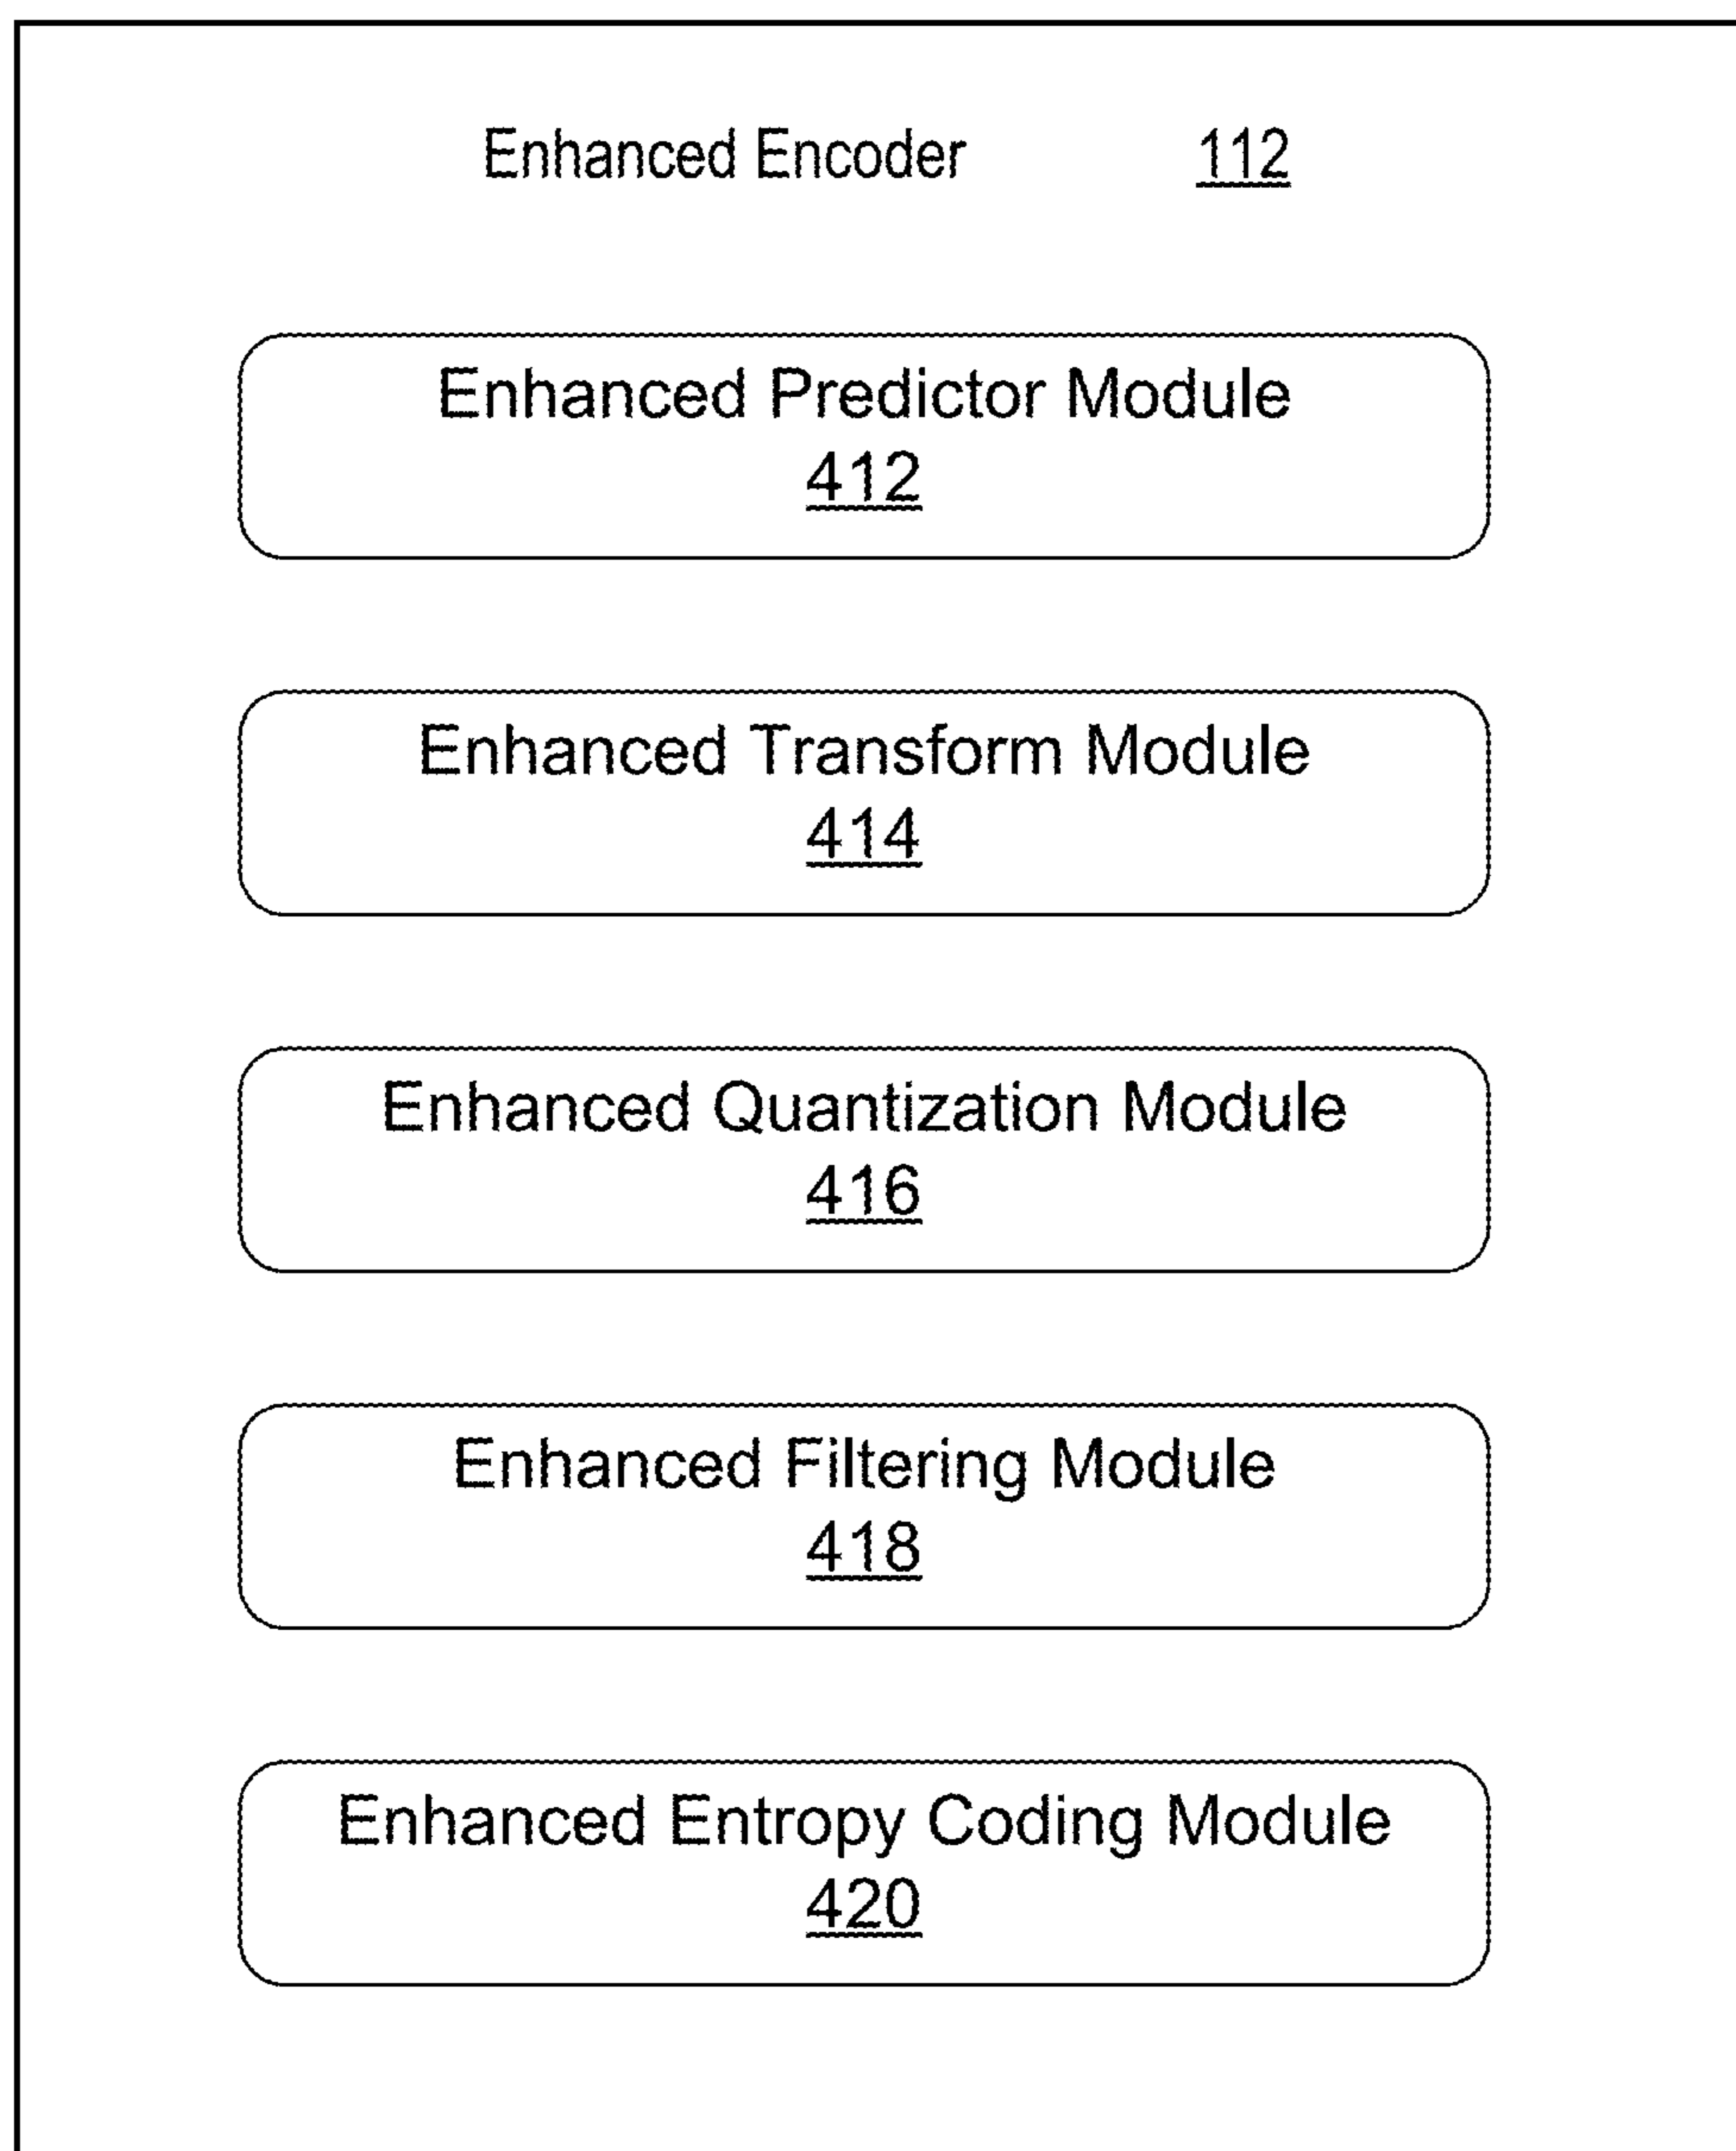 Enhanced Encoder 112
Enhanced Predictor Module
412
Enhanced Transform Module
414
Enhanced Quantization Module
416
Enhanced Filtering Module
418
Enhanced Entropy Coding Module
420